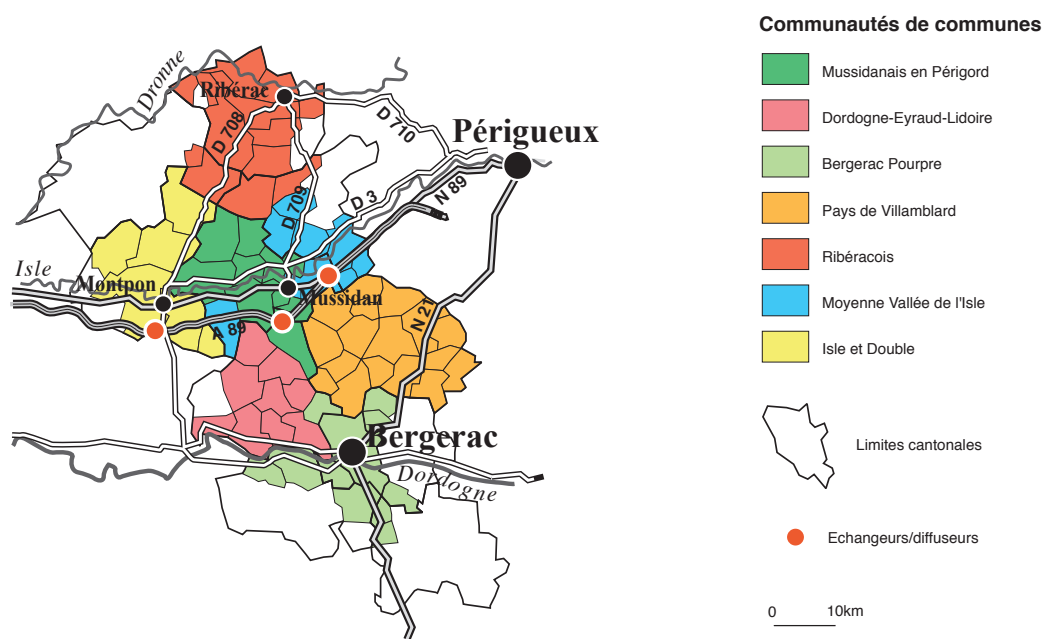 Communautés de communes
Mussidanais en Périgord
Dordogne-Eyraud-Lidoire
Bergerac Pourpre
Pays de Villamblard
Ribéracois
Moyenne Vallée de l'Isle
Isle et Double
Limites cantonales
Echangeurs/diffuseurs
0 10km
Dronne
Ribérac
D 708
D 710
Périgueux
N 89
D 709
D 3
Isle
Montpon
Mussidan
A 89
N 21
Bergerac
Dordogne